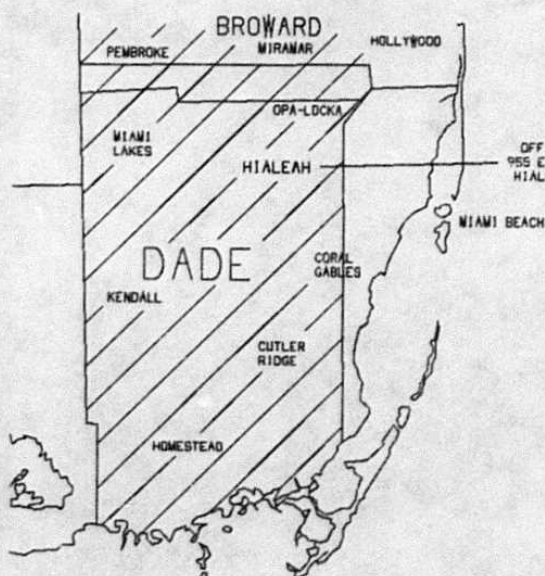 BROWARD
PEMBROKE
MIRAMAR
HOLLYWOOD
OPA-LOCKA
MIAMI
LAKES
HIALEAH
OFF
955 E
HIAL
MIAMI BEACH
DADE
CORAL
GABLES
KENDALL
CUTLER
RIDGE
HOMESTEAD